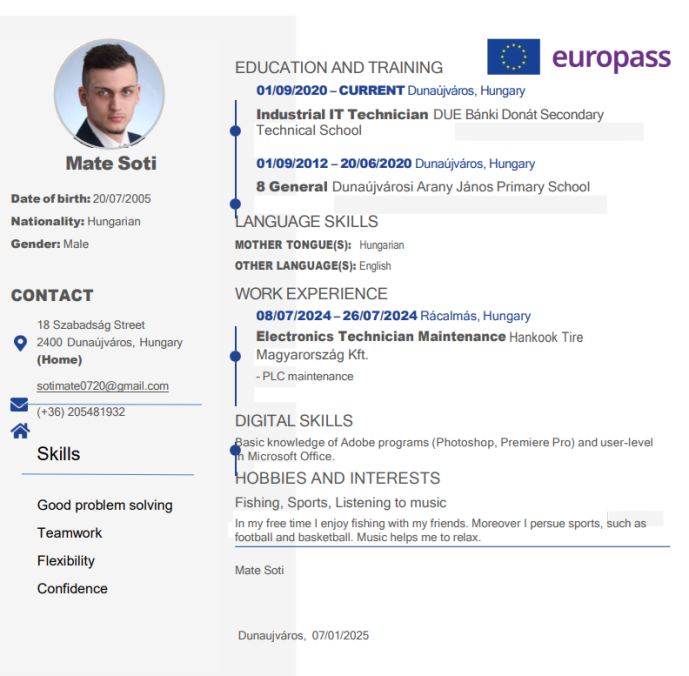 Mate Soti
Date of birth: 20/07/2005
Nationality: Hungarian
Gender: Male
CONTACT
18 Szabadság Street
2400 Dunaújváros, Hungary
(Home)
sotimate0720@gmail.com
(+36) 205481932
Skills
Good problem solving
Teamwork
Flexibility
Confidence
europass
EDUCATION AND TRAINING
01/09/2020 – CURRENT Dunaújváros, Hungary
Industrial IT Technician DUE Bánki Donát Secondary
Technical School
01/09/2012 – 20/06/2020 Dunaújváros, Hungary
8 General Dunaújvárosi Arany János Primary School
LANGUAGE SKILLS
MOTHER TONGUE(S): Hungarian
OTHER LANGUAGE(S): English
WORK EXPERIENCE
08/07/2024 – 26/07/2024 Rácalmás, Hungary
Electronics Technician Maintenance Hankook Tire
Magyarország Kft.
- PLC maintenance
DIGITAL SKILLS
Basic knowledge of Adobe programs (Photoshop, Premiere Pro) and user-level
in Microsoft Office.
HOBBIES AND INTERESTS
Fishing, Sports, Listening to music
In my free time I enjoy fishing with my friends. Moreover I persue sports, such as
football and basketball. Music helps me to relax.
Mate Soti
Dunaujváros, 07/01/2025